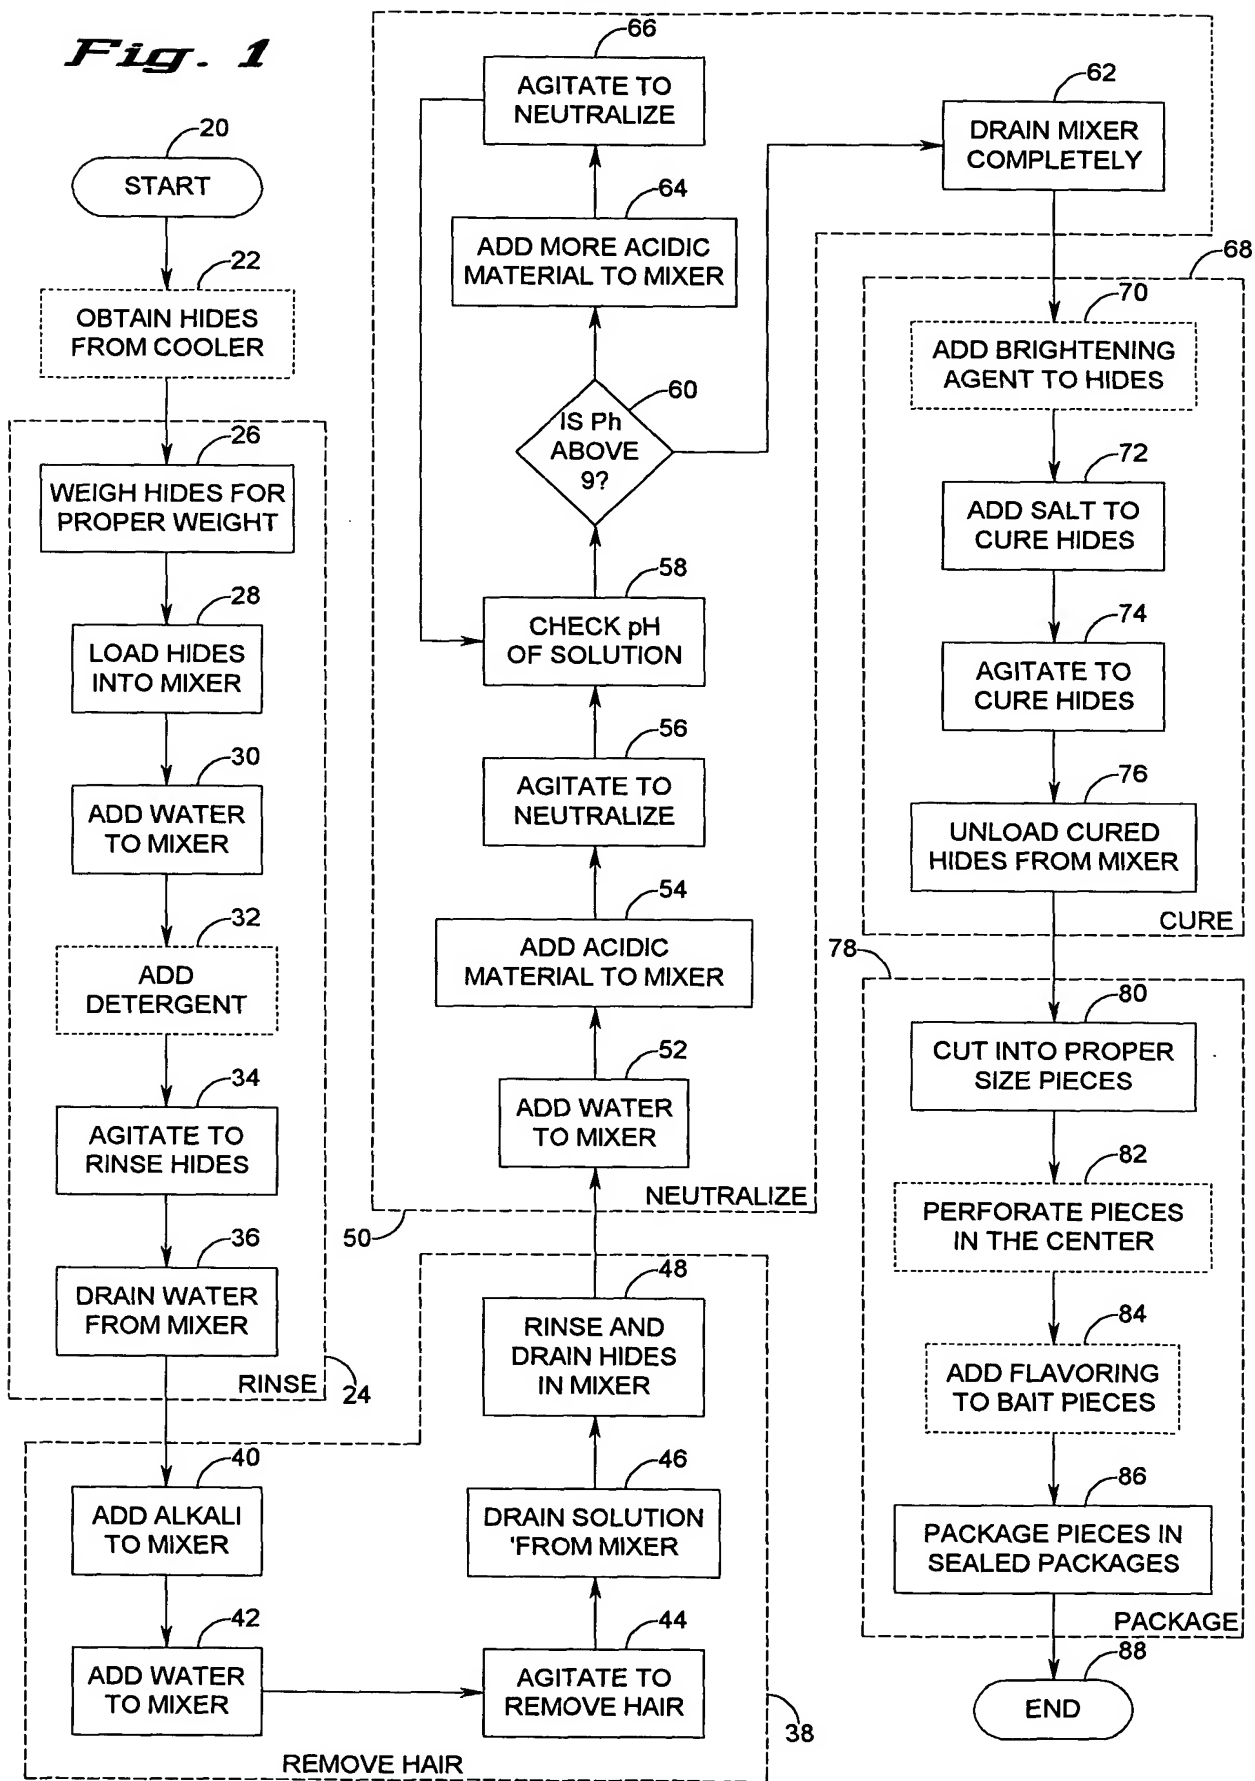 Fig. 1
20
START
22
OBTAIN HIDES
FROM COOLER
26
WEIGH HIDES FOR
PROPER WEIGHT
28
LOAD HIDES
INTO MIXER
30
ADD WATER
TO MIXER
32
ADD
DETERGENT
34
AGITATE TO
RINSE HIDES
36
DRAIN WATER
FROM MIXER
RINSE
24
40
ADD ALKALI
TO MIXER
42
ADD WATER
TO MIXER
44
AGITATE TO
REMOVE HAIR
46
DRAIN SOLUTION
'FROM MIXER
48
RINSE AND
DRAIN HIDES
IN MIXER
REMOVE HAIR
38
50
NEUTRALIZE
52
ADD WATER
TO MIXER
54
ADD ACIDIC
MATERIAL TO MIXER
56
AGITATE TO
NEUTRALIZE
58
CHECK pH
OF SOLUTION
60
IS Ph
ABOVE
9?
64
ADD MORE ACIDIC
MATERIAL TO MIXER
66
AGITATE TO
NEUTRALIZE
62
DRAIN MIXER
COMPLETELY
68
70
ADD BRIGHTENING
AGENT TO HIDES
72
ADD SALT TO
CURE HIDES
74
AGITATE TO
CURE HIDES
76
UNLOAD CURED
HIDES FROM MIXER
CURE
78
80
CUT INTO PROPER
SIZE PIECES
82
PERFORATE PIECES
IN THE CENTER
84
ADD FLAVORING
TO BAIT PIECES
86
PACKAGE PIECES IN
SEALED PACKAGES
PACKAGE
88
END